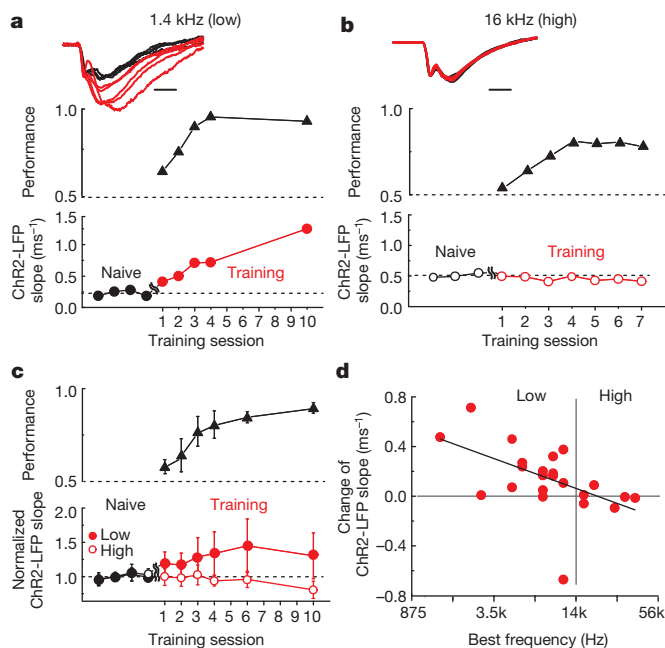 a
1.4 kHz (low)
Performance
1.0
0.5
ChR2-LFP
slope (ms⁻¹)
1.5
1.0
0.5
0.0
Naive
Training
1 2 3 4 5 6 7 8 9 10
Training session
b
16 kHz (high)
Performance
1.0
0.5
ChR2-LFP
slope (ms⁻¹)
1.5
1.0
0.5
0.0
Naive
Training
1 2 3 4 5 6 7
Training session
c
Performance
1.0
0.5
Normalized
ChR2-LFP slope
2.0
1.5
1.0
Naive
Training
Low
High
1 2 3 4 5 6 7 8 9 10
Training session
d
Low
High
Change of
ChR2-LFP slope (ms⁻¹)
0.8
0.4
0.0
−0.4
−0.8
875 3.5k 14k 56k
Best frequency (Hz)